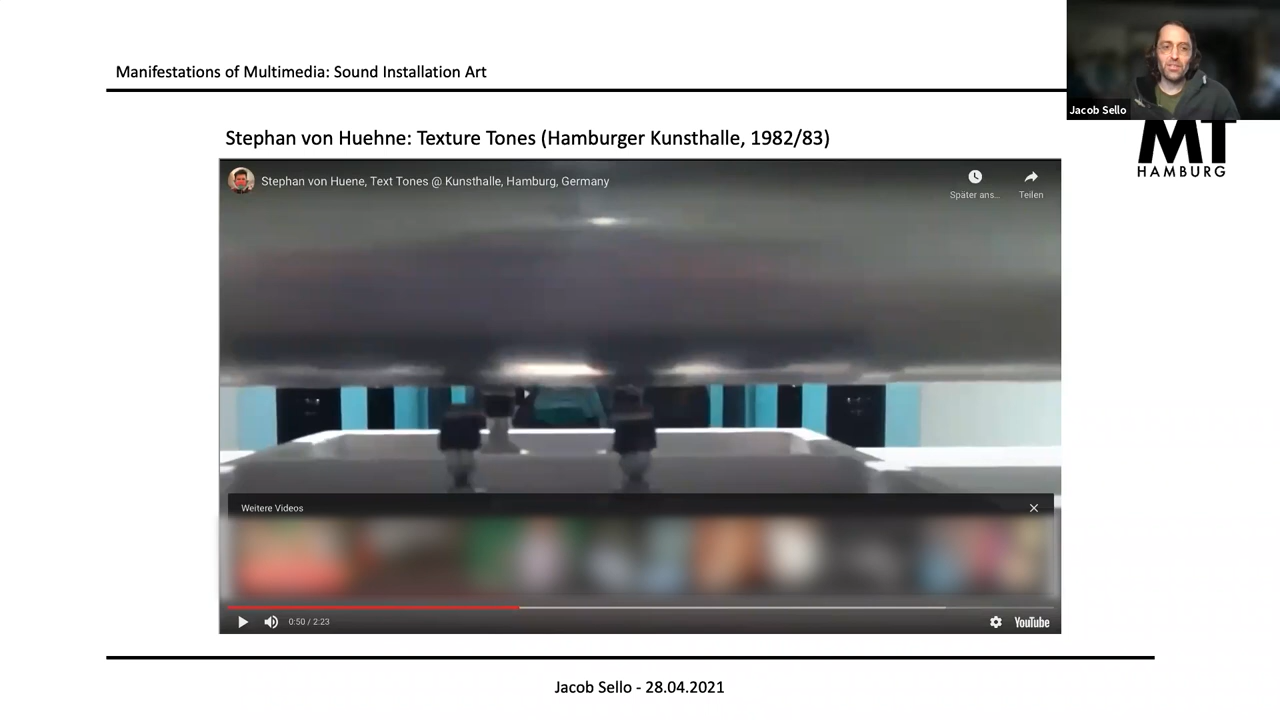 Manifestations of Multimedia: Sound Installation Art
Jacob Sello
MT
HAMBURG
Stephan von Huehne: Texture Tones (Hamburger Kunsthalle, 1982/83)
Stephan von Huene, Text Tones @ Kunsthalle, Hamburg, Germany
Später ans...
Teilen
Weitere Videos
0:50 / 2:23
YouTube
Jacob Sello - 28.04.2021